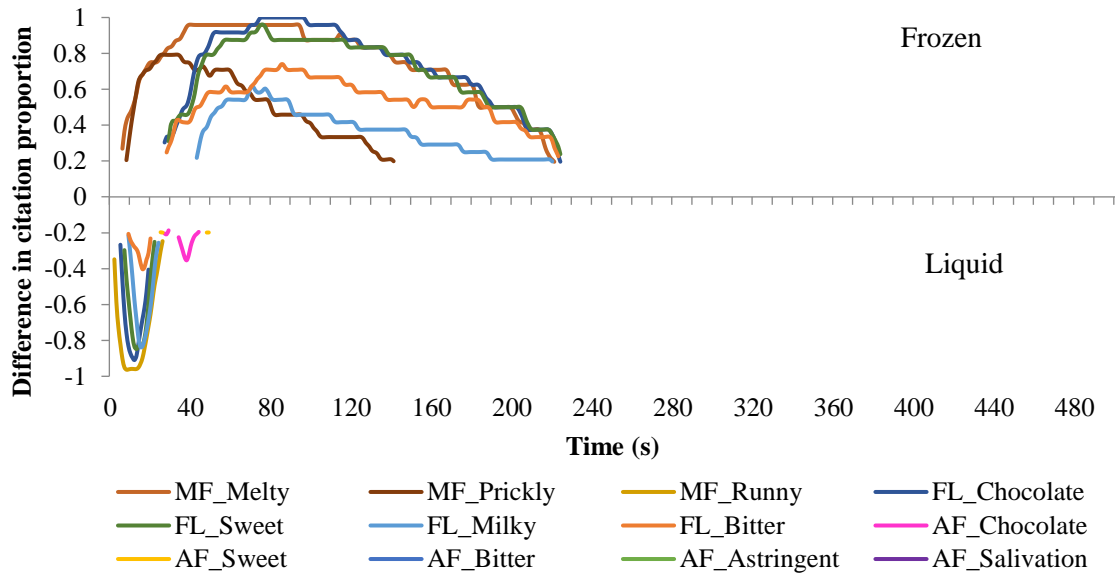 Difference in citation proportion
1
0.8
0.6
0.4
0.2
0
-0.2
-0.4
-0.6
-0.8
-1
Frozen
Liquid
0 40 80 120 160 200 240 280 320 360 400 440 480
Time (s)
MF_Melty MF_Prickly MF_Runny FL_Chocolate
FL_Sweet FL_Milky FL_Bitter AF_Chocolate
AF_Sweet AF_Bitter AF_Astringent AF_Salivation